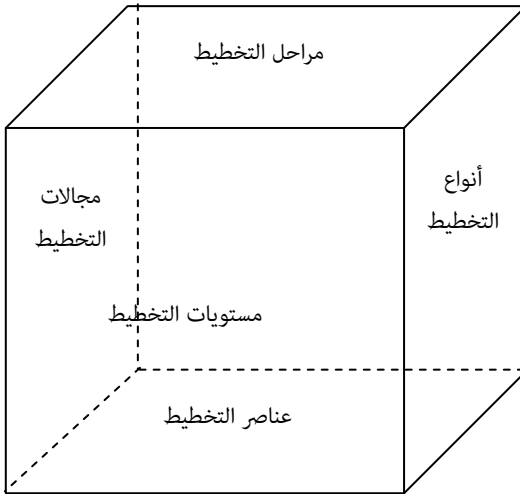 مراحل التخطيط
أنواع
التخطيط
مجالات
التخطيط
مستويات التخطيط
عناصر التخطيط